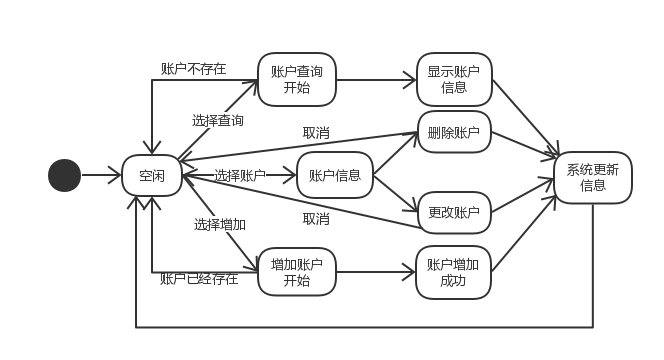 账户不存在
账户查询
开始
显示账户
信息
选择查询
取消
删除账户
空闲
选择账户
账户信息
系统更新
信息
取消
更改账户
选择增加
账户已经存在
增加账户
开始
账户增加
成功